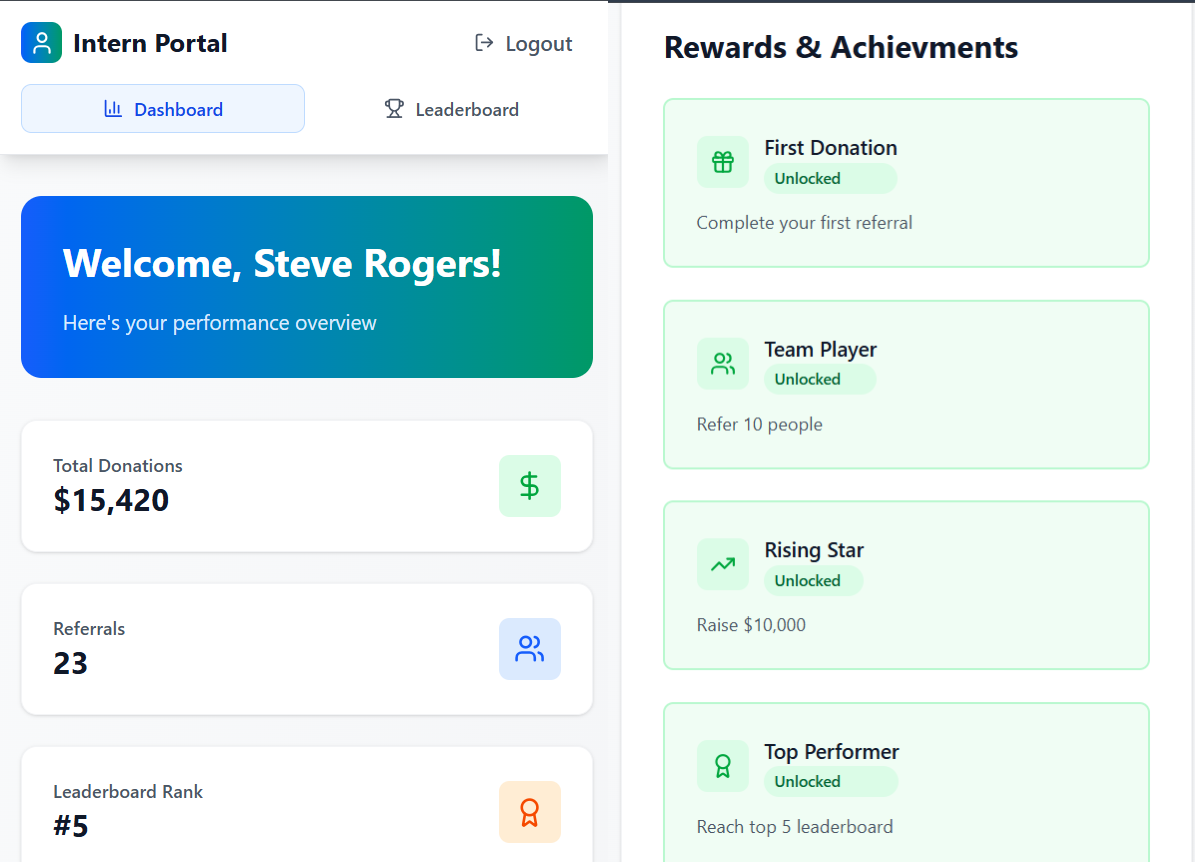 Intern Portal
Logout
Dashboard
Leaderboard
Welcome, Steve Rogers!
Here's your performance overview
Total Donations
$15,420
Referrals
23
Leaderboard Rank
#5
Rewards & Achievments
First Donation
Unlocked
Complete your first referral
Team Player
Unlocked
Refer 10 people
Rising Star
Unlocked
Raise $10,000
Top Performer
Unlocked
Reach top 5 leaderboard